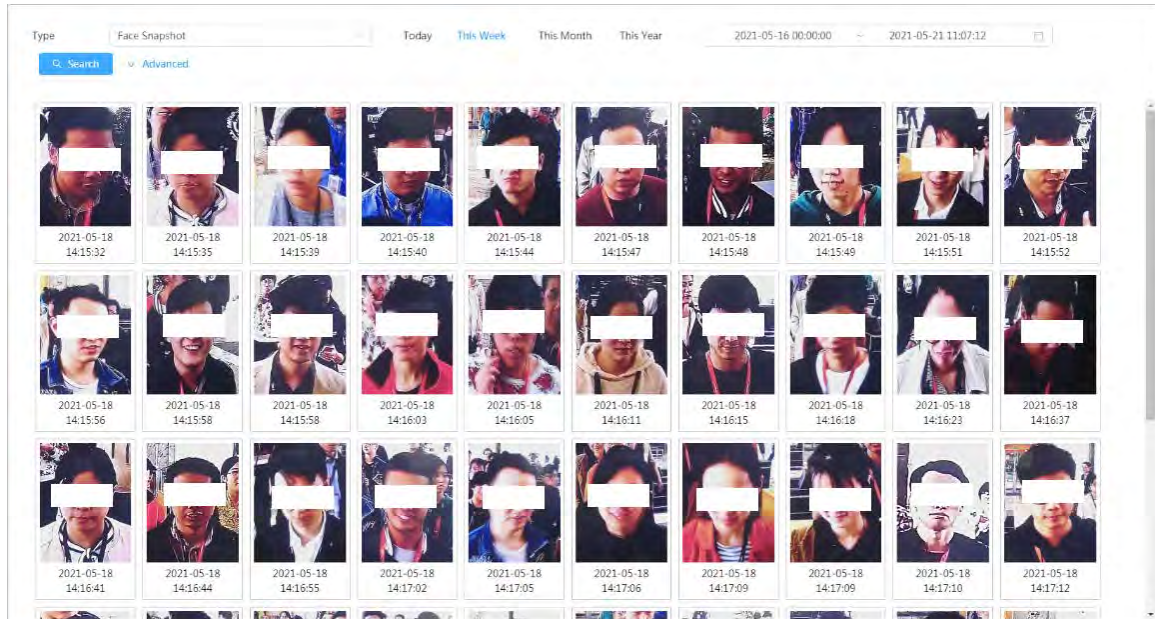 Type Face Snapshot Today This Week This Month This Year 2021-05-16 00:00:00 ~ 2021-05-21 11:07:12
Search Advanced
2021-05-18 2021-05-18 2021-05-18 2021-05-18 2021-05-18 2021-05-18 2021-05-18 2021-05-18 2021-05-18 2021-05-18
14:15:32 14:15:35 14:15:39 14:15:40 14:15:44 14:15:47 14:15:48 14:15:49 14:15:51 14:15:52
2021-05-18 2021-05-18 2021-05-18 2021-05-18 2021-05-18 2021-05-18 2021-05-18 2021-05-18 2021-05-18 2021-05-18
14:15:56 14:15:58 14:15:58 14:16:03 14:16:05 14:16:11 14:16:15 14:16:18 14:16:23 14:16:37
2021-05-18 2021-05-18 2021-05-18 2021-05-18 2021-05-18 2021-05-18 2021-05-18 2021-05-18 2021-05-18 2021-05-18
14:16:41 14:16:44 14:16:55 14:17:02 14:17:05 14:17:06 14:17:09 14:17:09 14:17:10 14:17:12